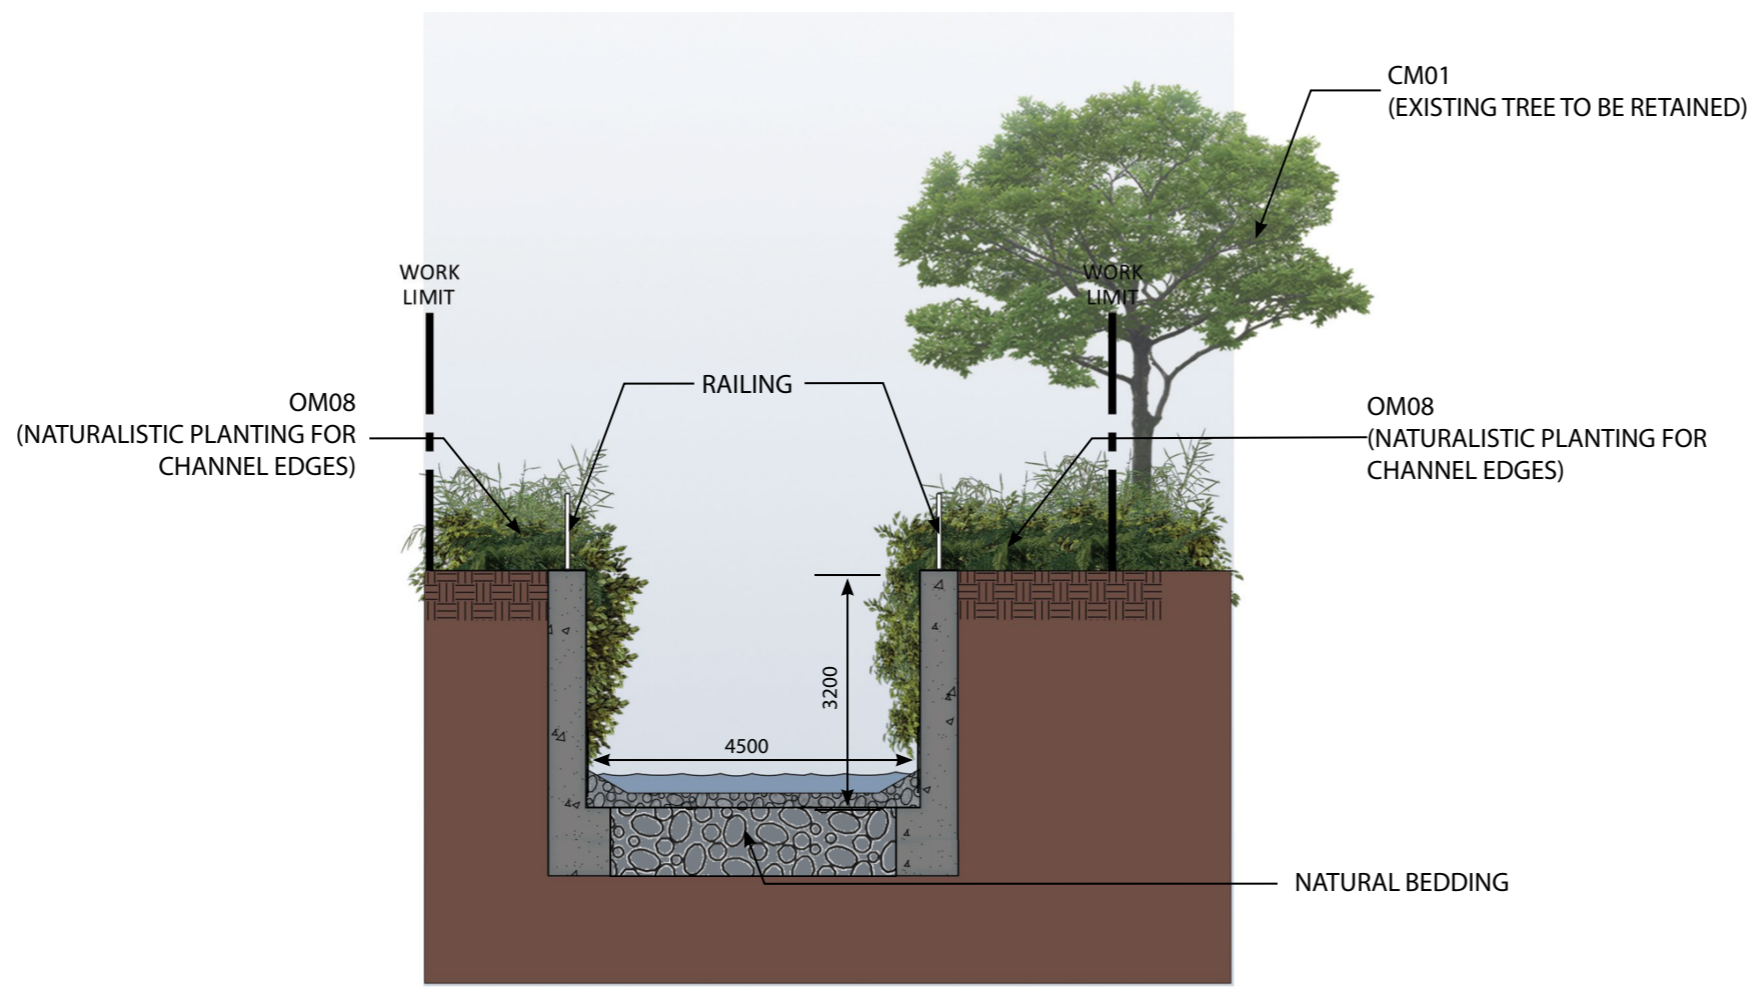 CM01
(EXISTING TREE TO BE RETAINED)
WORK
LIMIT
WORK
LIMIT
RAILING
OM08
(NATURALISTIC PLANTING FOR
CHANNEL EDGES)
OM08
(NATURALISTIC PLANTING FOR
CHANNEL EDGES)
3200
4500
NATURAL BEDDING